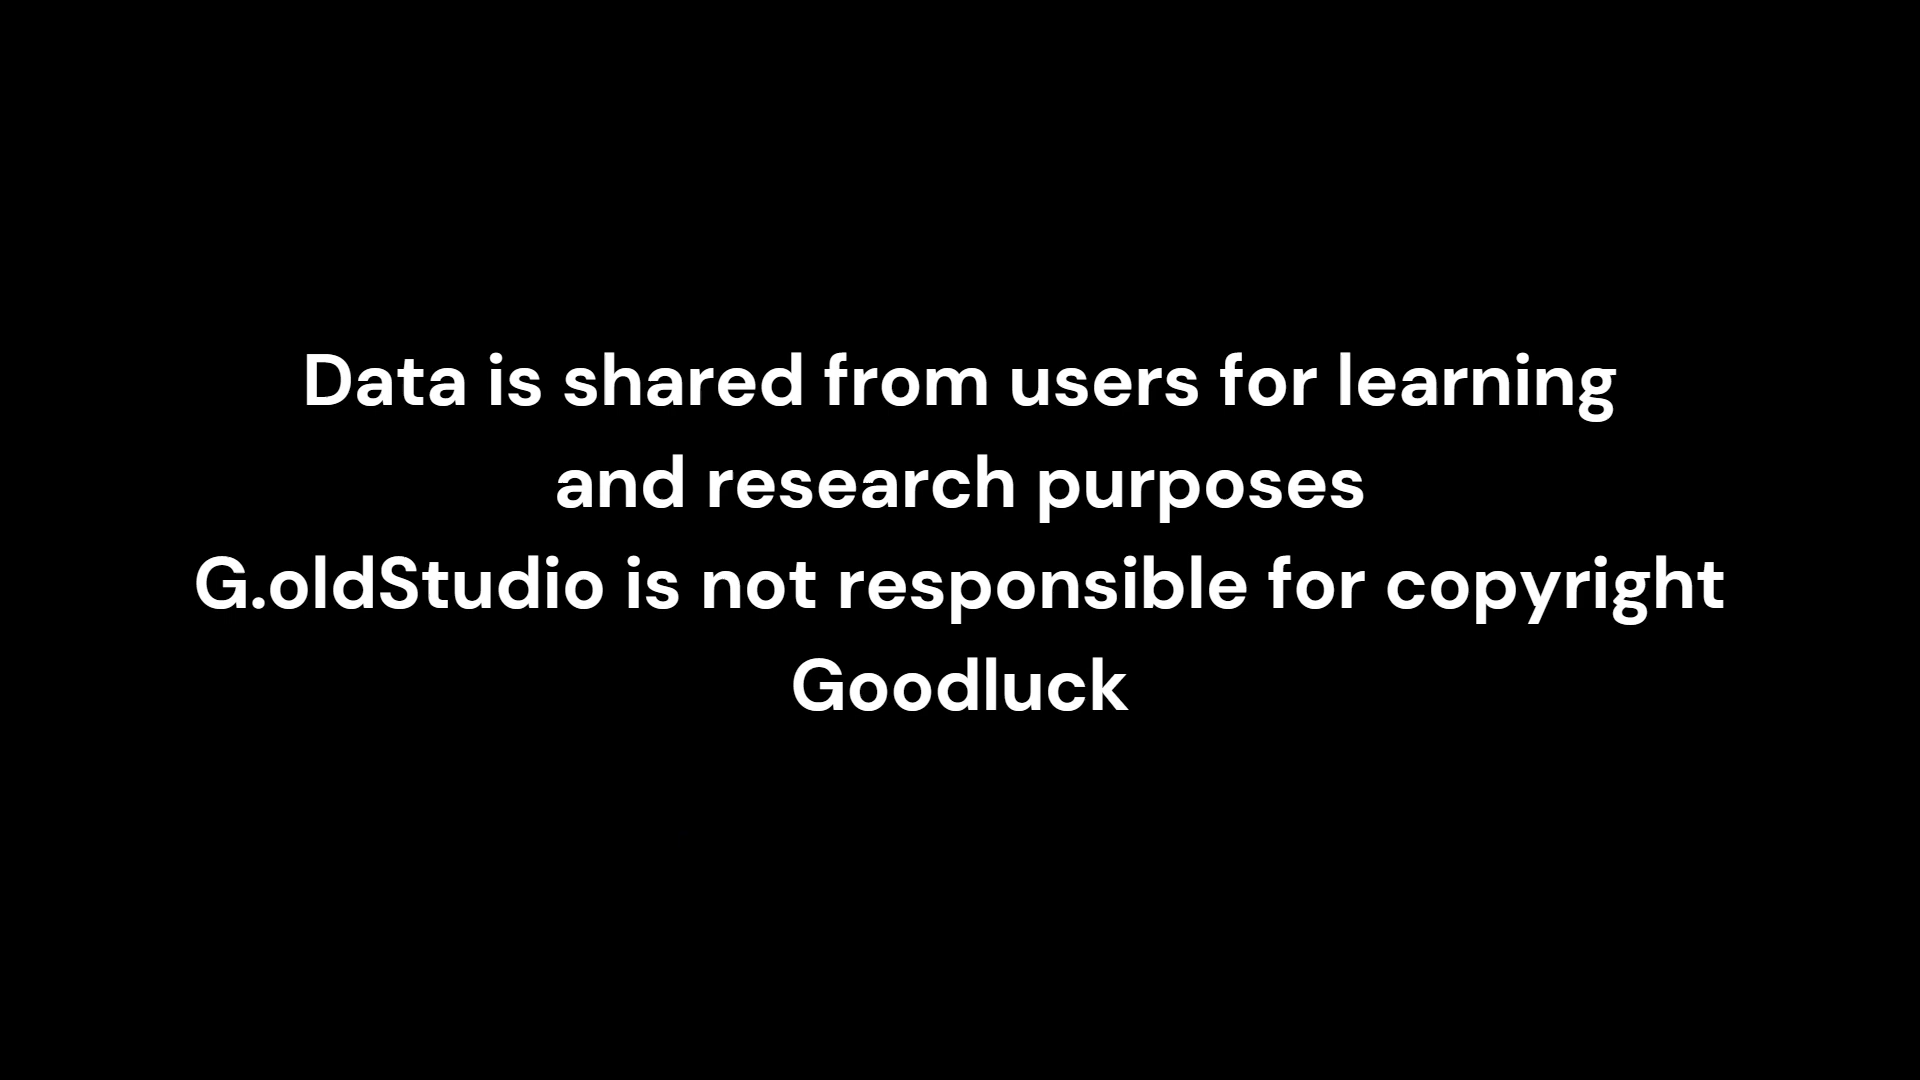 Data is shared from users for learning
and research purposes
G.oldStudio is not responsible for copyright
Goodluck